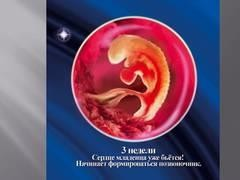 3 недели
Сердце младенца уже бьётся!
Начинает формироваться позвоночник.